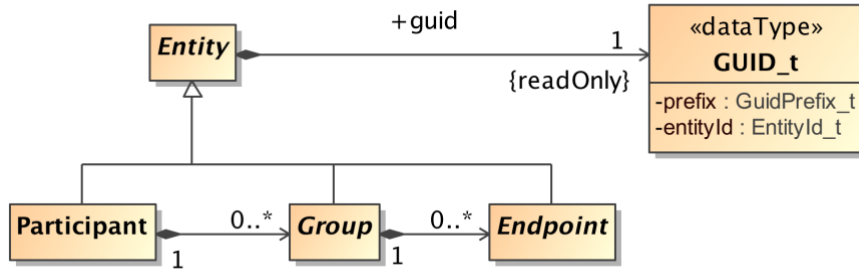 Entity
+guid
1
{readOnly}
«dataType»
GUID_t
-prefix : GuidPrefix_t
-entityId : EntityId_t
Participant
1
0..*
Group
1
0..*
Endpoint